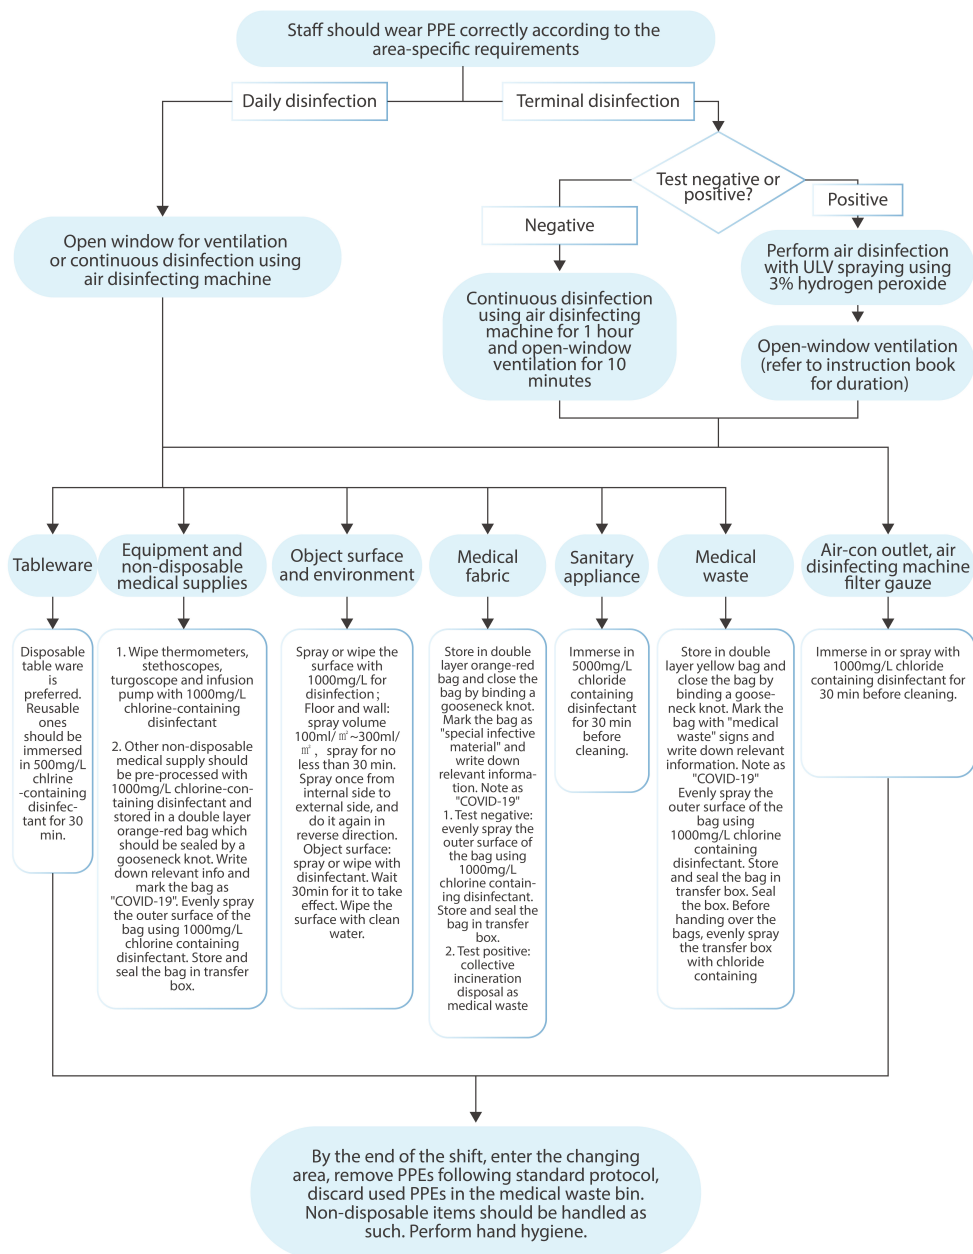 Staff should wear PPE correctly according to the
area-specific requirements
Daily disinfection
Terminal disinfection
Test negative or
positive?
Negative
Positive
Open window for ventilation
or continuous disinfection using
air disinfecting machine
Continuous disinfection
using air disinfecting
machine for 1 hour
and open-window
ventilation for 10
minutes
Perform air disinfection
with ULV spraying using
3% hydrogen peroxide
Open-window ventilation
(refer to instruction book
for duration)
Tableware
Equipment and
non-disposable
medical supplies
Object surface
and environment
Medical
fabric
Sanitary
appliance
Medical
waste
Air-con outlet, air
disinfecting machine
filter gauze
Disposable
table ware
is
preferred.
Reusable
ones
should be
immersed
in 500mg/L
chlrine
-containing
disinfec-
tant for 30
min.
1. Wipe thermometers,
stethoscopes,
turgoscope and infusion
pump with 1000mg/L
chlorine-containing
disinfectant
2. Other non-disposable
medical supply should
be pre-processed with
1000mg/L chlorine-con-
taining disinfectant and
stored in a double layer
orange-red bag which
should be sealed by a
gooseneck knot. Write
down relevant info and
mark the bag as
"COVID-19". Evenly spray
the outer surface of the
bag using 1000mg/L
chlorine containing
disinfectant. Store and
seal the bag in transfer
box.
Spray or wipe the
surface with
1000mg/L for
disinfection;
Floor and wall:
spray volume
100ml/㎡~300ml/
㎡, spray for no
less than 30 min.
Spray once from
internal side to
external side, and
do it again in
reverse direction.
Object surface:
spray or wipe with
disinfectant. Wait
30min for it to take
effect. Wipe the
surface with clean
water.
Store in double
layer orange-red
bag and close the
bag by binding a
gooseneck knot.
Mark the bag as
"special infective
material" and
write down
relevant informa-
tion. Note as
"COVID-19"
1. Test negative:
evenly spray the
outer surface of
the bag using
1000mg/L
chlorine contain-
ing disinfectant.
Store and seal the
bag in transfer
box.
2. Test positive:
collective
incineration
disposal as
medical waste
Immerse in
5000mg/L
chloride
containing
disinfectant
for 30 min
before
cleaning.
Store in double
layer yellow bag and
close the bag by
binding a goose-
neck knot. Mark the
bag with "medical
waste" signs and
write down relevant
information. Note as
"COVID-19"
Evenly spray the
outer surface of the
bag using
1000mg/L chlorine
containing
disinfectant. Store
and seal the bag in
transfer box. Seal
the box. Before
handing over the
bags, evenly spray
the transfer box
with chloride
containing
Immerse in or spray with
1000mg/L chloride
containing disinfectant for
30 min before cleaning.
By the end of the shift, enter the changing
area, remove PPEs following standard protocol,
discard used PPEs in the medical waste bin.
Non-disposable items should be handled as
such. Perform hand hygiene.